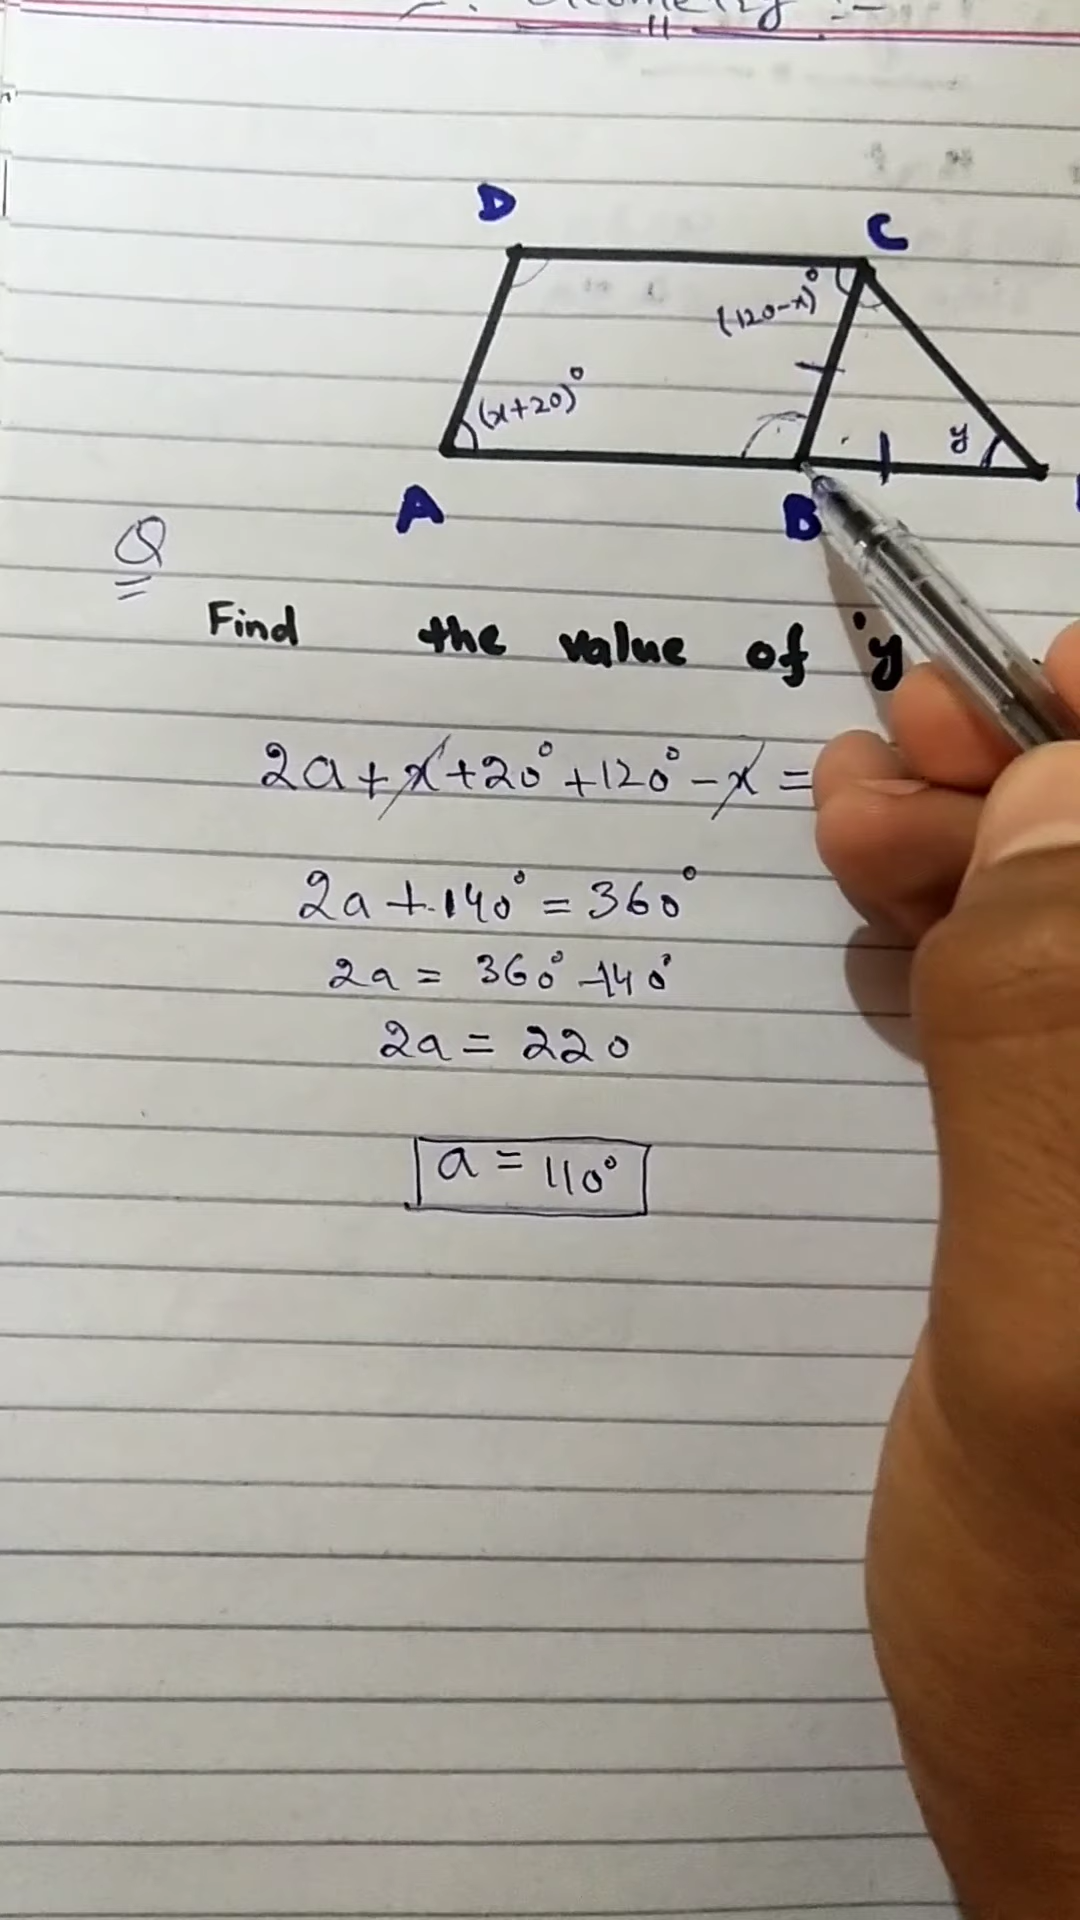 D
C
(120-x)°
(x+20)°
y
A
B
Q
Find the value of 'y
2a + x + 20° + 120° - x =
2a + 140° = 360°
2a = 360° - 140°
2a = 220
a = 110°